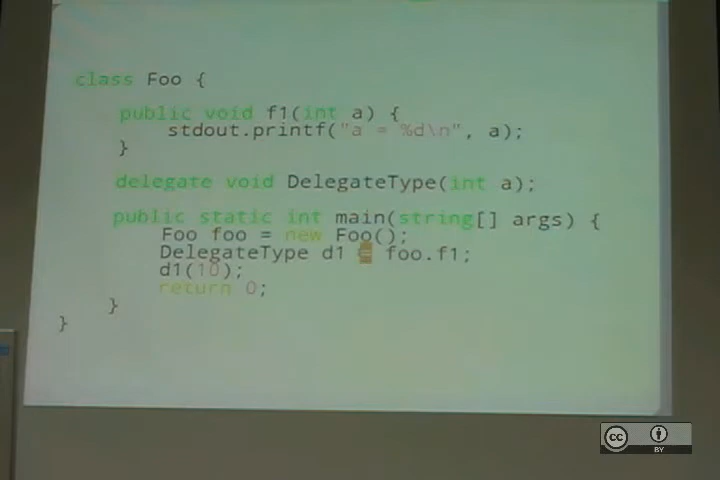 class Foo {
public void f1(int a) {
stdout.printf("a = %d\n", a);
}
delegate void DelegateType(int a);
public static int main(string[] args) {
Foo foo = new Foo();
DelegateType d1 = foo.f1;
d1(10);
return 0;
}
}
cc
BY